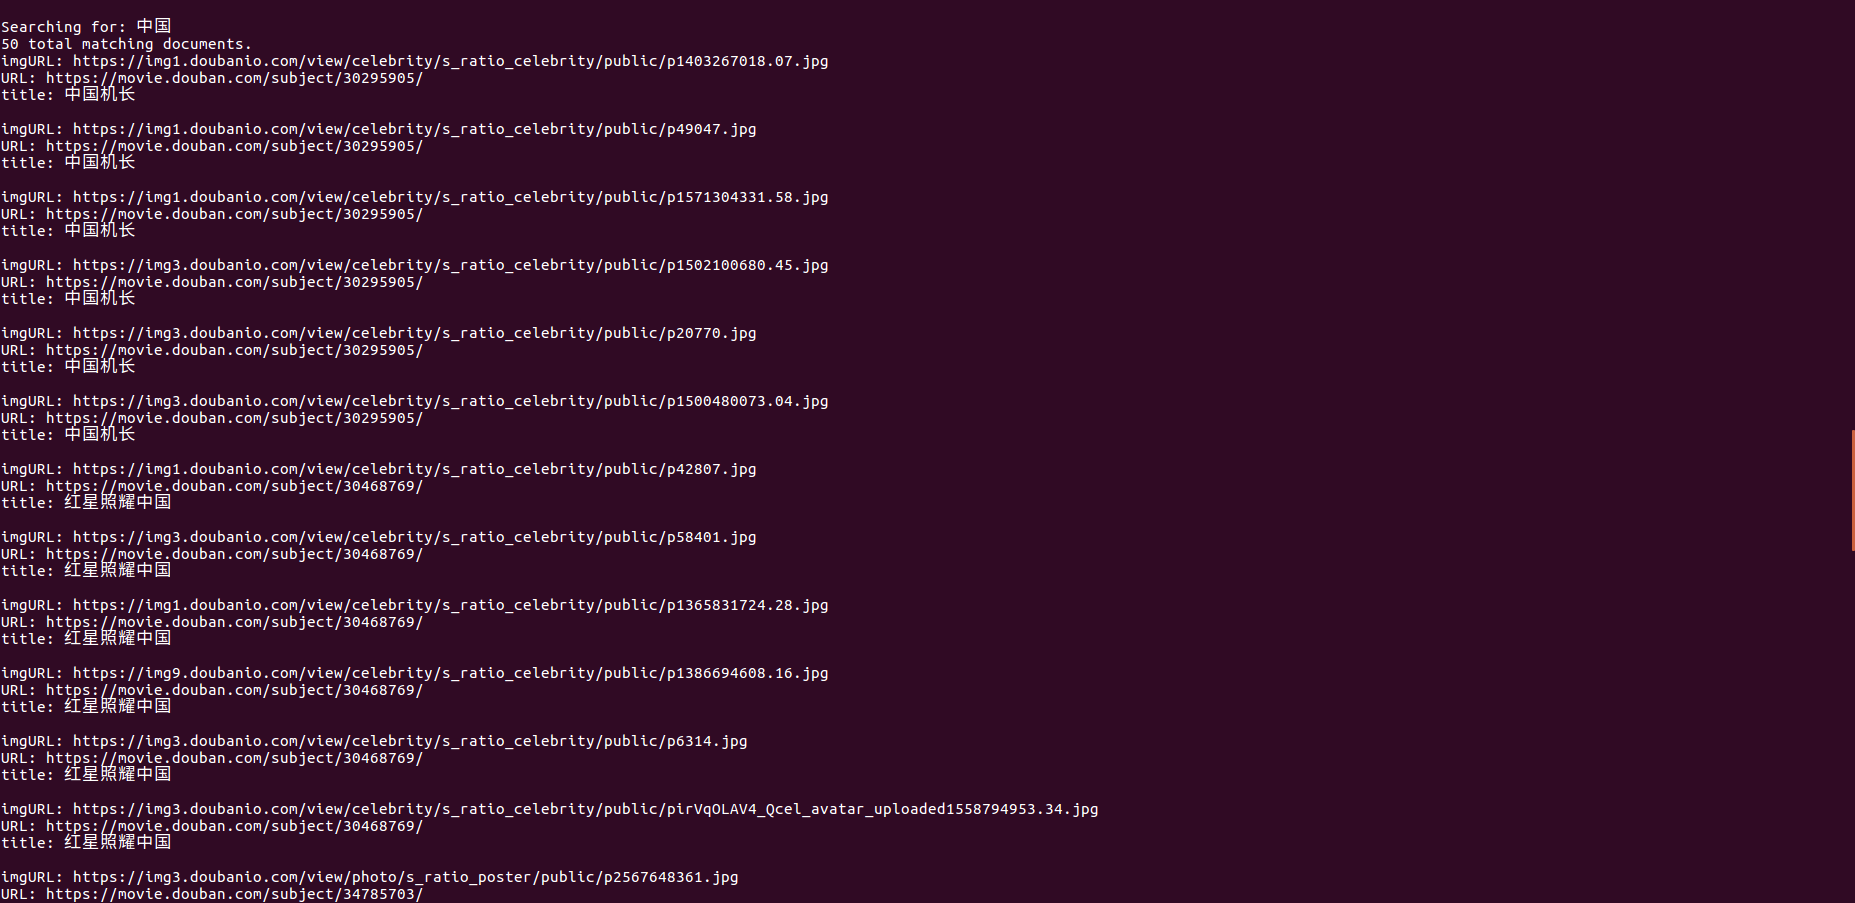 Searching for: 中国
50 total matching documents.
imgURL: https://img1.doubanio.com/view/celebrity/s_ratio_celebrity/public/p1403267018.07.jpg
URL: https://movie.douban.com/subject/30295905/
title: 中国机长
imgURL: https://img1.doubanio.com/view/celebrity/s_ratio_celebrity/public/p49047.jpg
URL: https://movie.douban.com/subject/30295905/
title: 中国机长
imgURL: https://img1.doubanio.com/view/celebrity/s_ratio_celebrity/public/p1571304331.58.jpg
URL: https://movie.douban.com/subject/30295905/
title: 中国机长
imgURL: https://img3.doubanio.com/view/celebrity/s_ratio_celebrity/public/p1502100680.45.jpg
URL: https://movie.douban.com/subject/30295905/
title: 中国机长
imgURL: https://img3.doubanio.com/view/celebrity/s_ratio_celebrity/public/p20770.jpg
URL: https://movie.douban.com/subject/30295905/
title: 中国机长
imgURL: https://img3.doubanio.com/view/celebrity/s_ratio_celebrity/public/p1500480073.04.jpg
URL: https://movie.douban.com/subject/30295905/
title: 中国机长
imgURL: https://img1.doubanio.com/view/celebrity/s_ratio_celebrity/public/p42807.jpg
URL: https://movie.douban.com/subject/30468769/
title: 红星照耀中国
imgURL: https://img3.doubanio.com/view/celebrity/s_ratio_celebrity/public/p58401.jpg
URL: https://movie.douban.com/subject/30468769/
title: 红星照耀中国
imgURL: https://img1.doubanio.com/view/celebrity/s_ratio_celebrity/public/p1365831724.28.jpg
URL: https://movie.douban.com/subject/30468769/
title: 红星照耀中国
imgURL: https://img9.doubanio.com/view/celebrity/s_ratio_celebrity/public/p1386694608.16.jpg
URL: https://movie.douban.com/subject/30468769/
title: 红星照耀中国
imgURL: https://img3.doubanio.com/view/celebrity/s_ratio_celebrity/public/p6314.jpg
URL: https://movie.douban.com/subject/30468769/
title: 红星照耀中国
imgURL: https://img3.doubanio.com/view/celebrity/s_ratio_celebrity/public/pirVqOLAV4_Qcel_avatar_uploaded1558794953.34.jpg
URL: https://movie.douban.com/subject/30468769/
title: 红星照耀中国
imgURL: https://img3.doubanio.com/view/photo/s_ratio_poster/public/p2567648361.jpg
URL: https://movie.douban.com/subject/34785703/